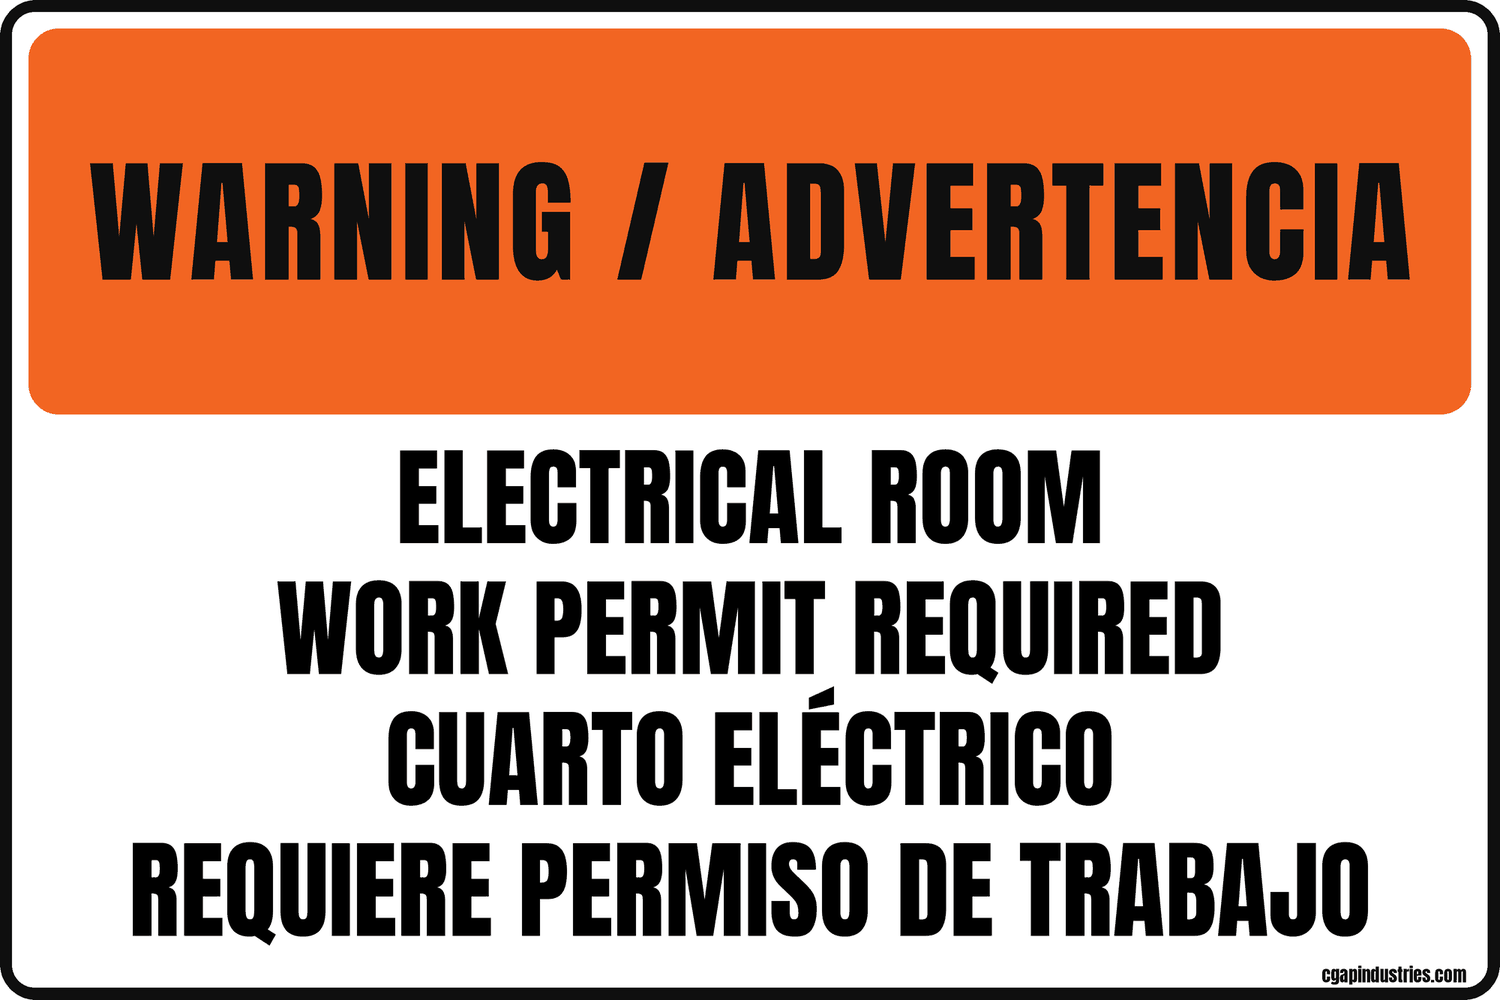 WARNING / ADVERTENCIA
ELECTRICAL ROOM
WORK PERMIT REQUIRED
CUARTO ELÉCTRICO
REQUIERE PERMISO DE TRABAJO
cgapindustries.com